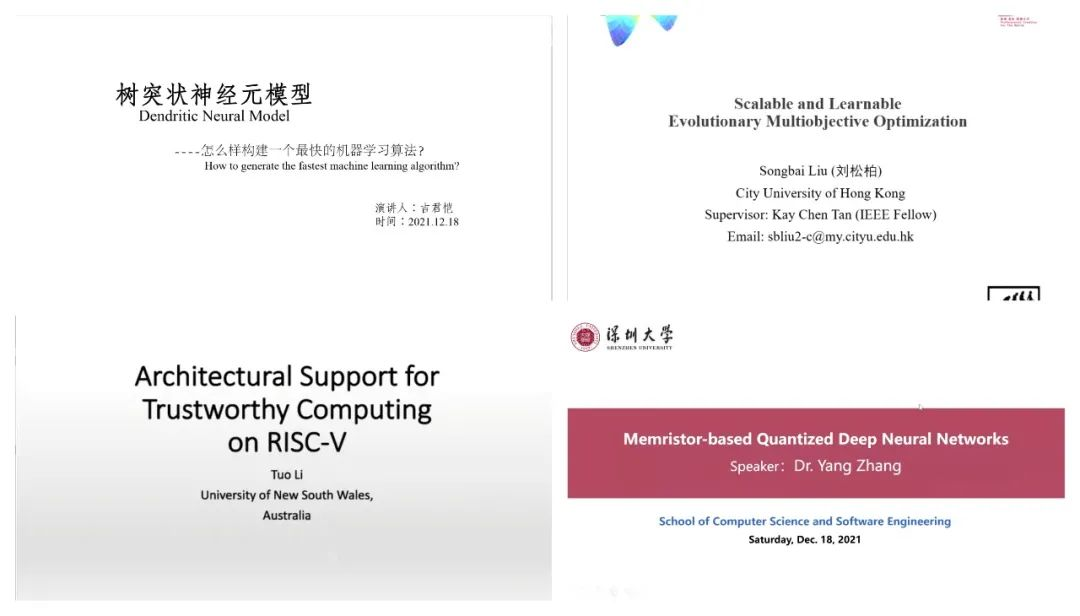 树突状神经元模型
Dendritic Neural Model
----怎么样构建一个最快的机器学习算法?
How to generate the fastest machine learning algorithm?
演讲人：古君愷
时间：2021.12.18
Scalable and Learnable
Evolutionary Multiobjective Optimization
Songbai Liu (刘松柏)
City University of Hong Kong
Supervisor: Kay Chen Tan (IEEE Fellow)
Email: sbliu2-c@my.cityu.edu.hk
Architectural Support for
Trustworthy Computing
on RISC-V
Tuo Li
University of New South Wales,
Australia
深圳大学
SHENZHEN UNIVERSITY
Memristor-based Quantized Deep Neural Networks
Speaker：Dr. Yang Zhang
School of Computer Science and Software Engineering
Saturday, Dec. 18, 2021